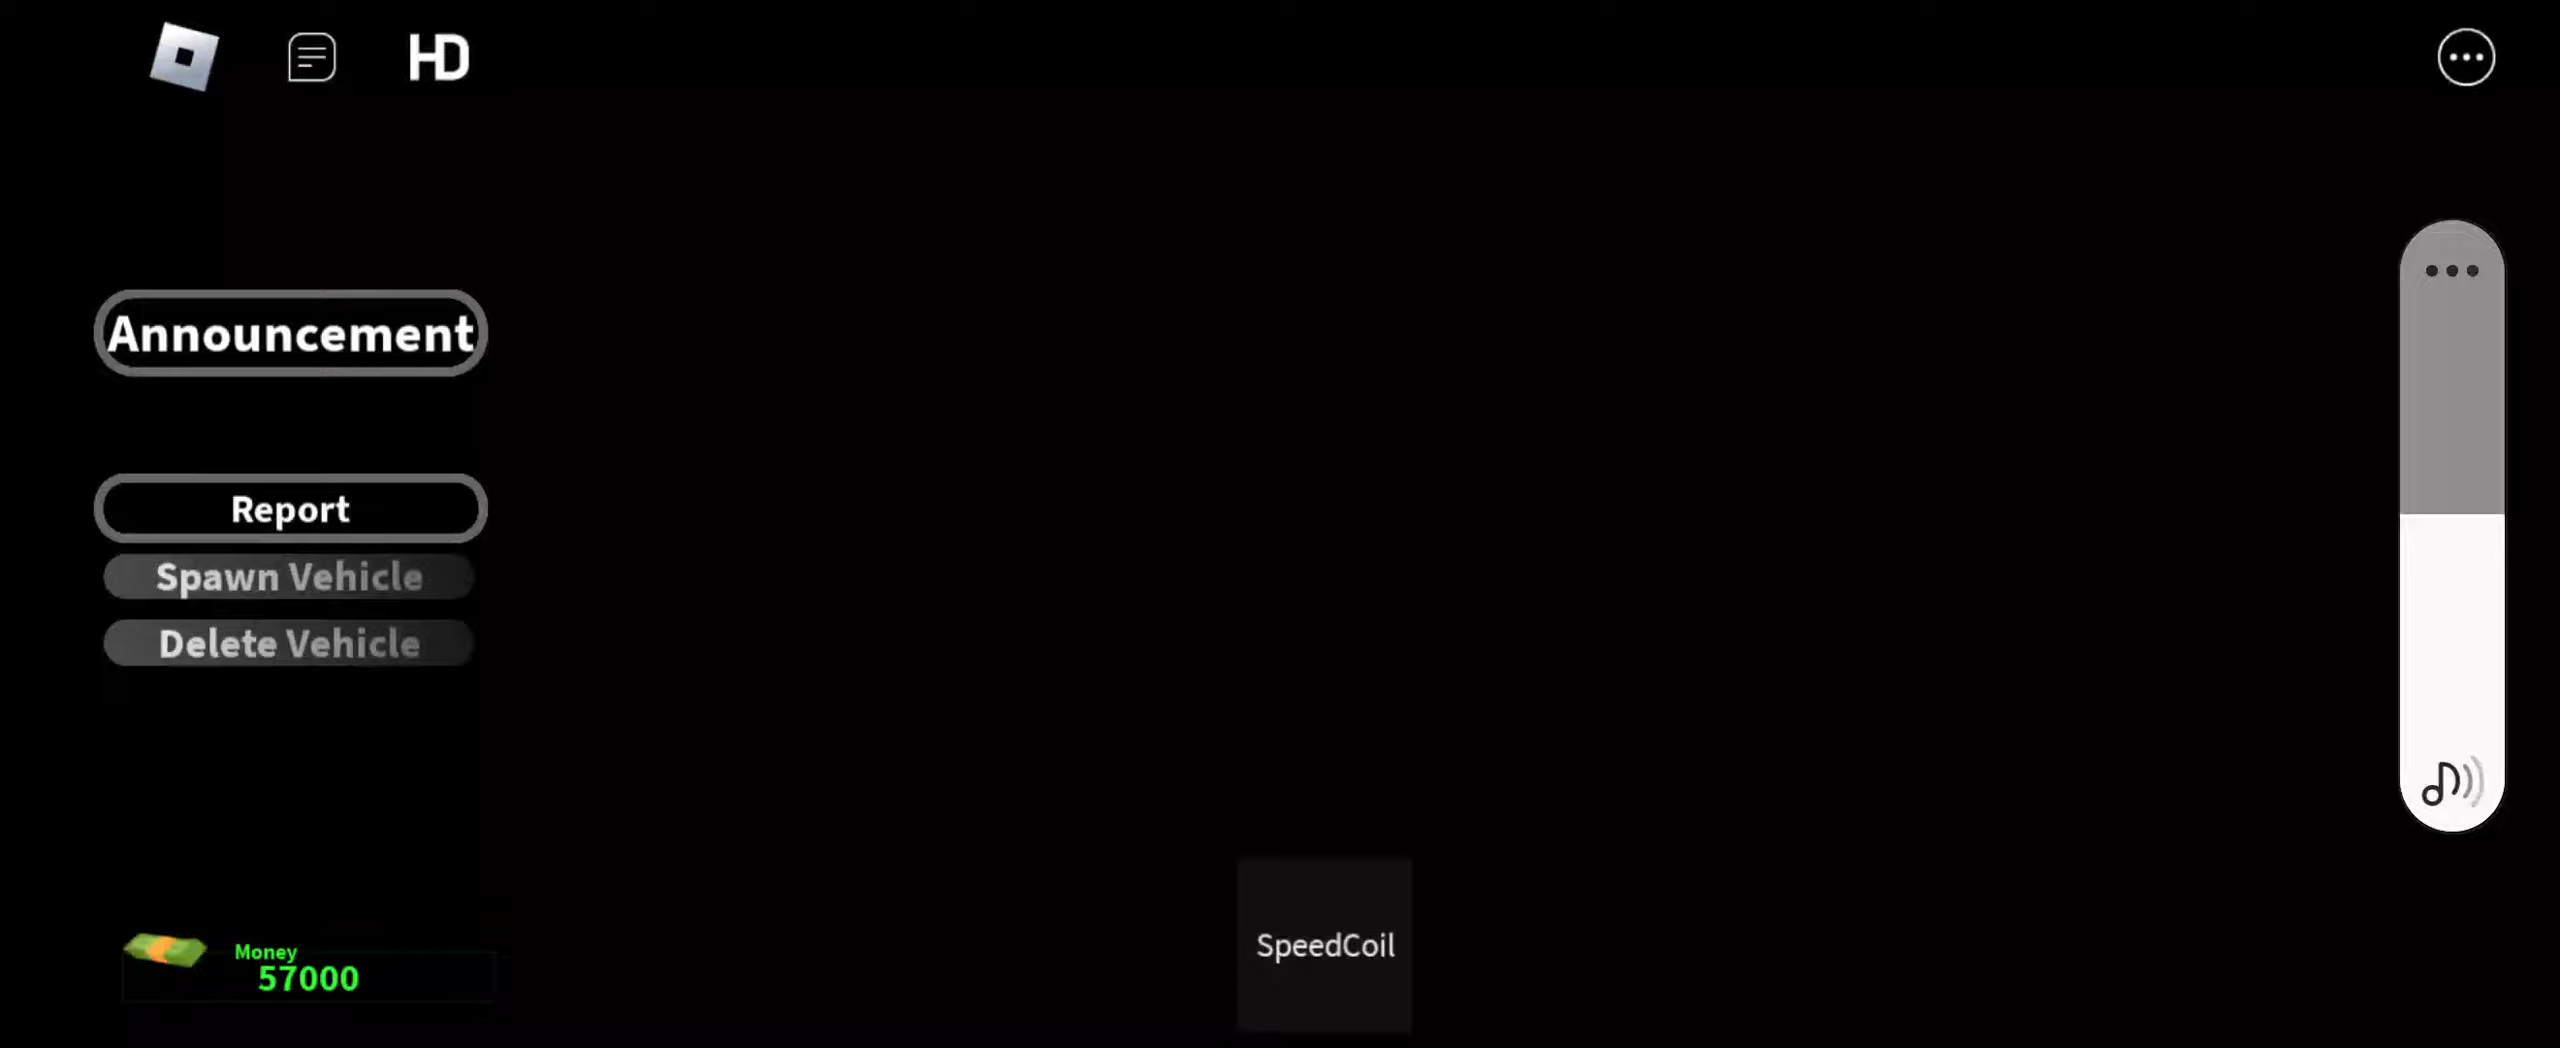 HD
Announcement
Report
Spawn Vehicle
Delete Vehicle
Money
57000
SpeedCoil